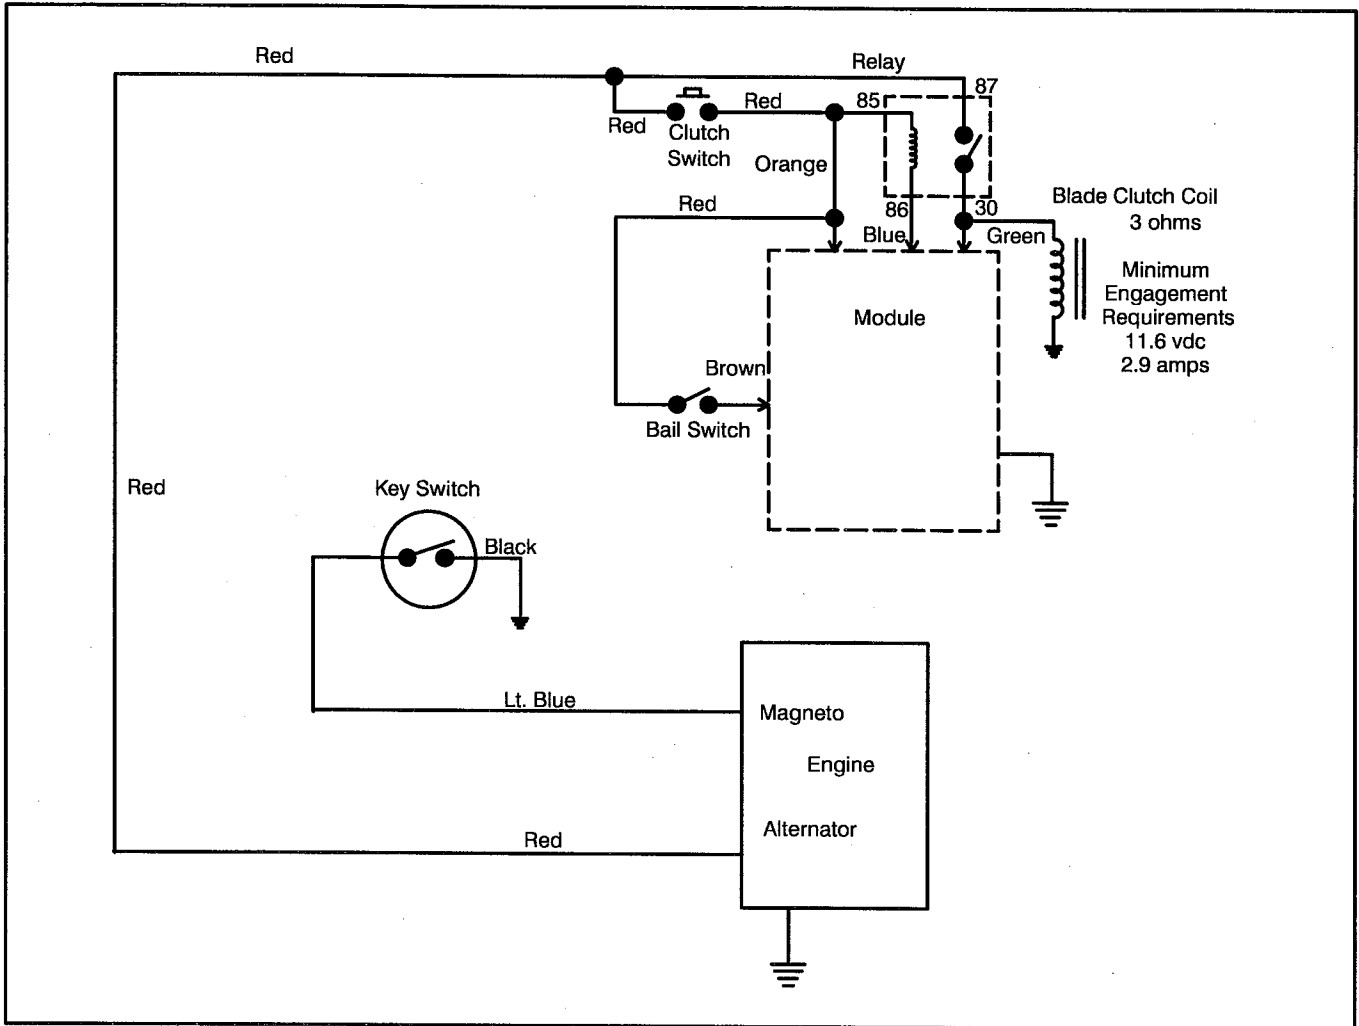 Red
Relay
87
85
Red
Red
Clutch
Switch
Orange
Red
86
30
Blue
Green
Blade Clutch Coil
3 ohms
Minimum
Engagement
Requirements
11.6 vdc
2.9 amps
Module
Brown
Bail Switch
Red
Key Switch
Black
Lt. Blue
Magneto
Engine
Alternator
Red